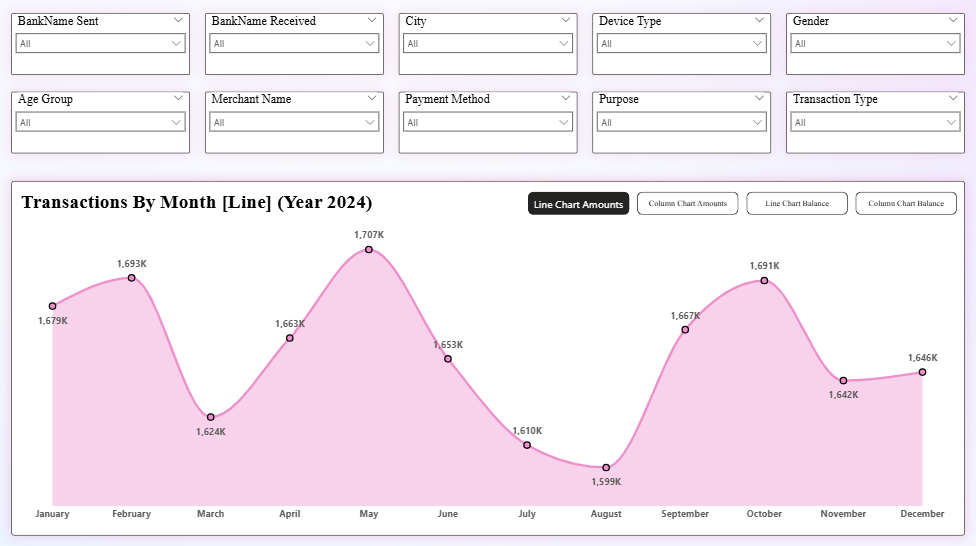 BankName Sent
BankName Received
City
Device Type
Gender
All
All
All
All
All
Age Group
Merchant Name
Payment Method
Purpose
Transaction Type
All
All
All
All
All
Transactions By Month [Line] (Year 2024)
Line Chart Amounts
Column Chart Amounts
Line Chart Balance
Column Chart Balance
1,679K
1,693K
1,624K
1,663K
1,707K
1,653K
1,610K
1,599K
1,667K
1,691K
1,642K
1,646K
January
February
March
April
May
June
July
August
September
October
November
December